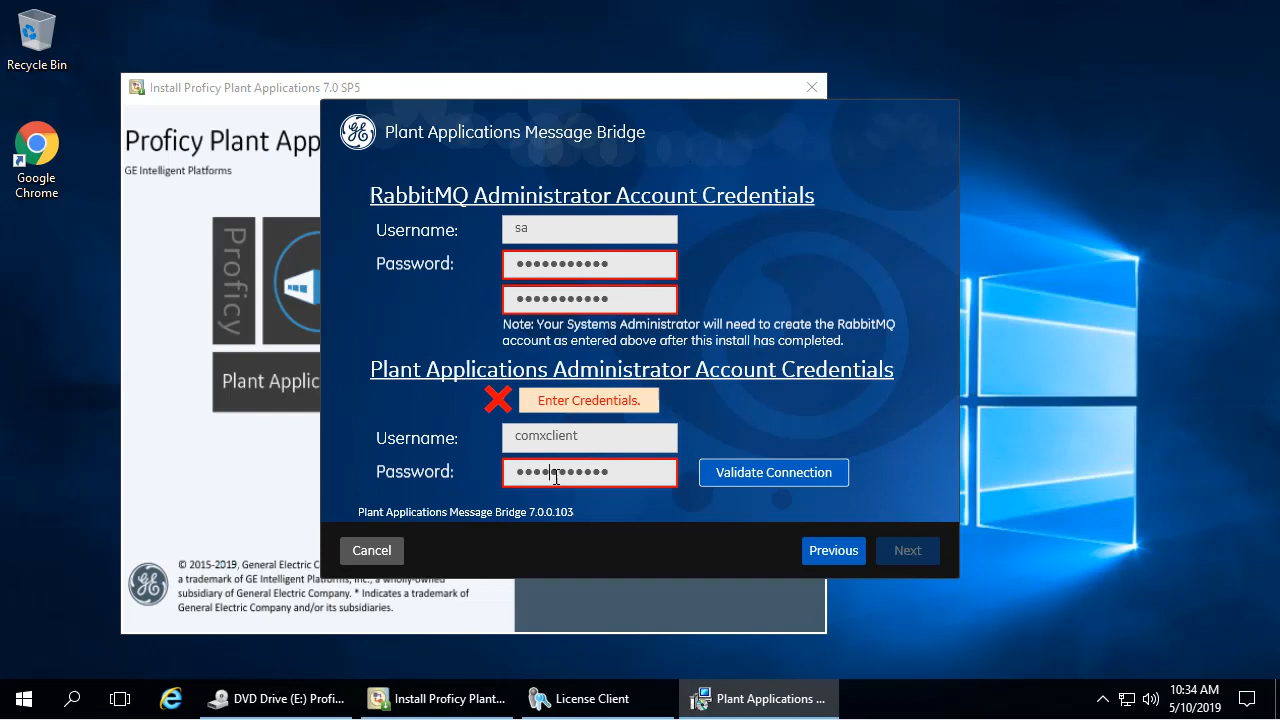 Recycle Bin
Google
Chrome
Install Proficy Plant Applications 7.0 SP5
Proficy Plant App
GE Intelligent Platforms
Proficy
Plant Applic
© 2015-2019, General Electric C
a trademark of GE Intelligent Platforms, Inc., a wholly-owned
subsidiary of General Electric Company. * Indicates a trademark of
General Electric Company and/or its subsidiaries.
Plant Applications Message Bridge
RabbitMQ Administrator Account Credentials
Username:
sa
Password:
•••••••••••
•••••••••••
Note: Your Systems Administrator will need to create the RabbitMQ
account as entered above after this install has completed.
Plant Applications Administrator Account Credentials
Enter Credentials.
Username:
comxclient
Password:
•••••••••••
Validate Connection
Plant Applications Message Bridge 7.0.0.103
Cancel
Previous
Next
DVD Drive (E:) Profi...
Install Proficy Plant...
License Client
Plant Applications ...
10:34 AM
5/10/2019